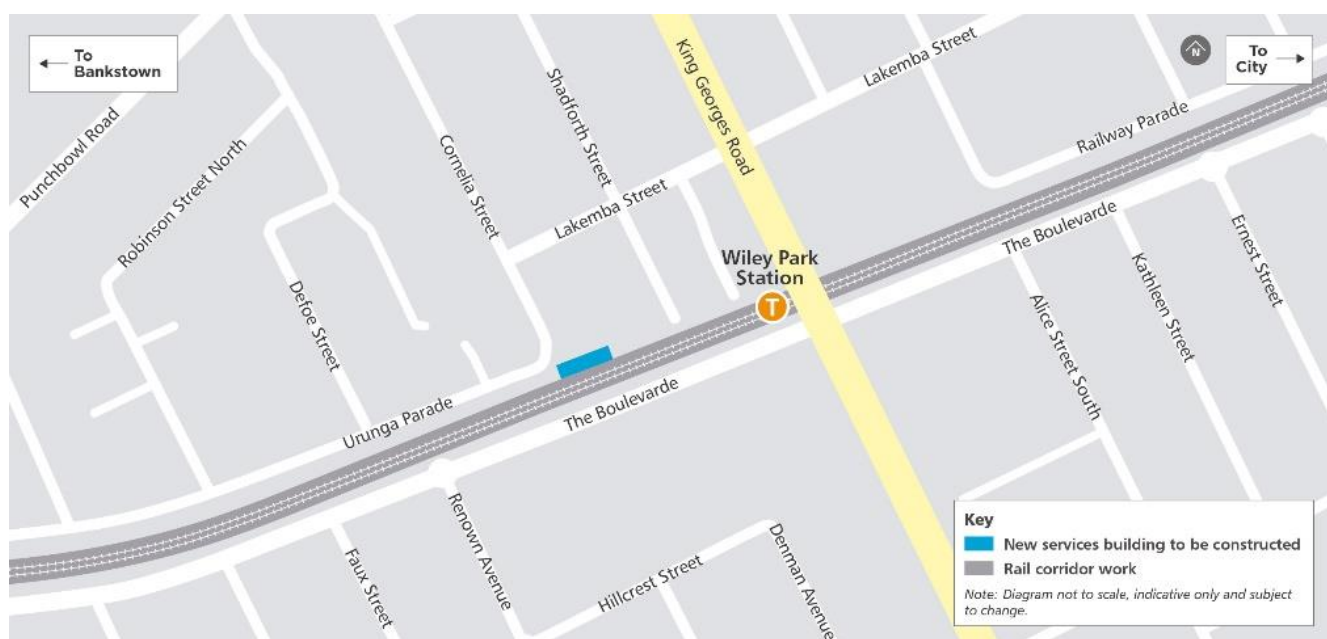 To
Bankstown
Punchbowl Road
Robinson Street North
Defoe Street
Cornelia Street
Shadforth Street
King Georges Road
Lakemba Street
Lakemba Street
N
To
City
Railway Parade
Wiley Park
Station
T
The Boulevarde
The Boulevarde
Urunga Parade
Alice Street South
Kathleen Street
Ernest Street
Faux Street
Renown Avenue
Hillcrest Street
Denman Avenue
Key
New services building to be constructed
Rail corridor work
Note: Diagram not to scale, indicative only and subject
to change.